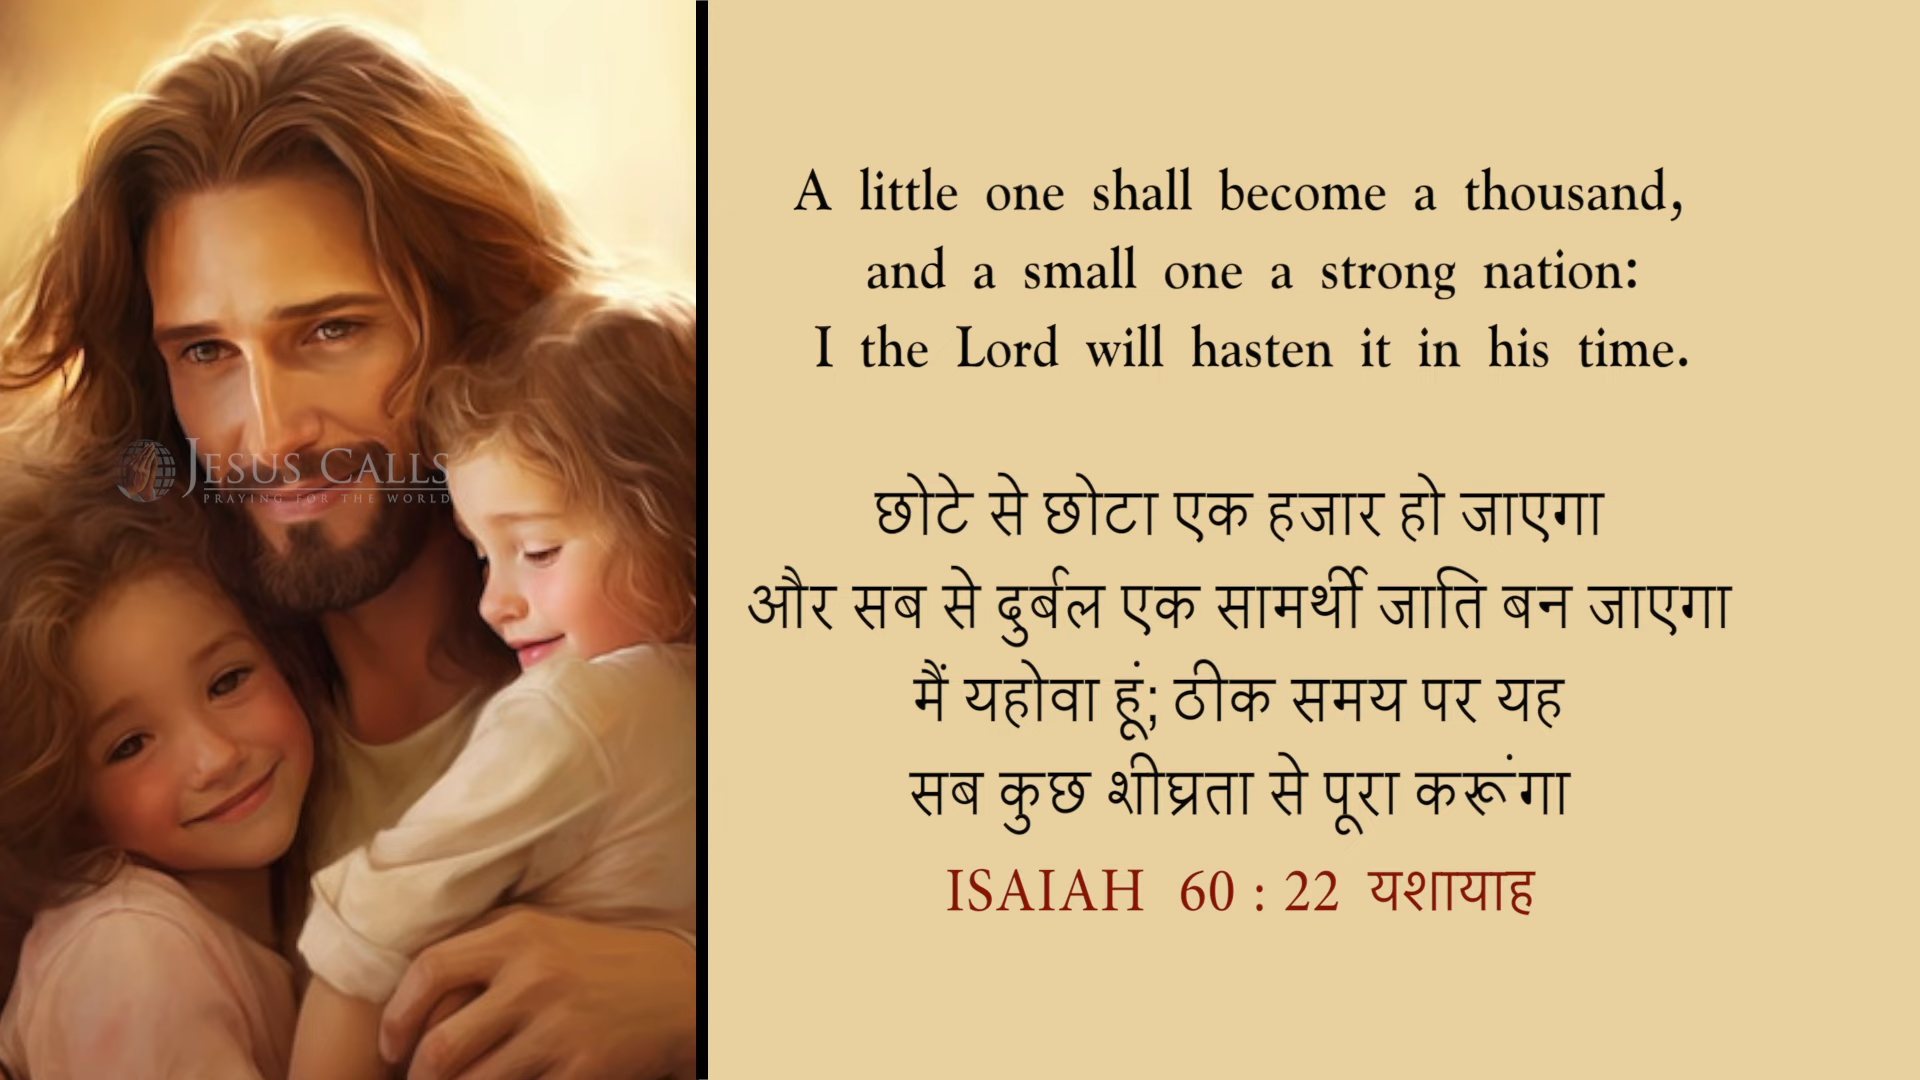 JESUS CALLS
PRAYING FOR THE WORLD
A little one shall become a thousand,
and a small one a strong nation:
I the Lord will hasten it in his time.
छोटे से छोटा एक हजार हो जाएगा
और सब से दुर्बल एक सामर्थी जाति बन जाएगा
मैं यहोवा हूं; ठीक समय पर यह
सब कुछ शीघ्रता से पूरा करूंगा
ISAIAH 60 : 22 यशायाह